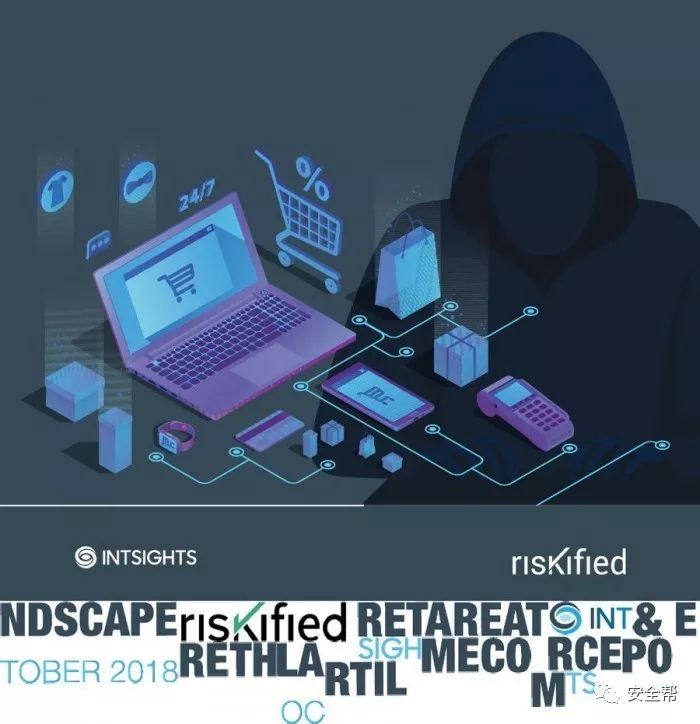 24/7
%
INTSIGHTS
riskified
NDSCAPE riskified RETAREAT INT & E
TOBER 2018 RETHLA SIGH MECO RCEPO
RTIL M TS
OC
安全帮